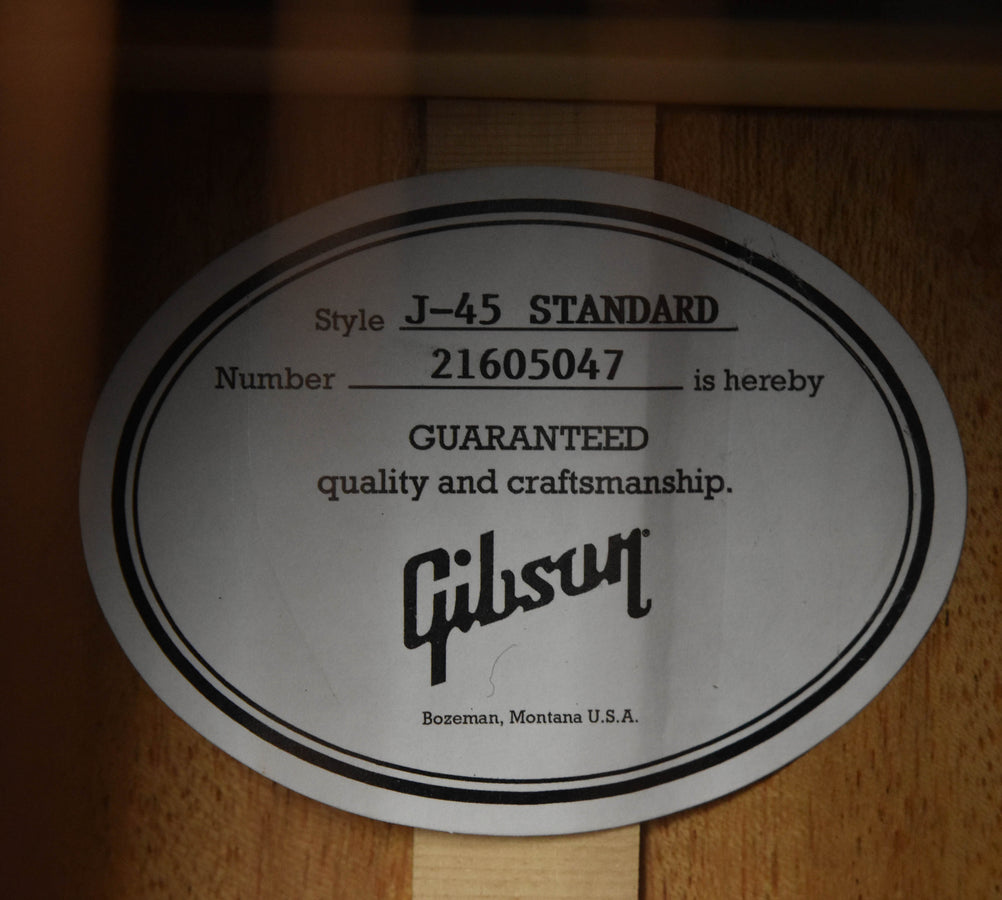 Style J-45 STANDARD
Number 21605047 is hereby
GUARANTEED
quality and craftsmanship.
Gibson
Bozeman, Montana U.S.A.